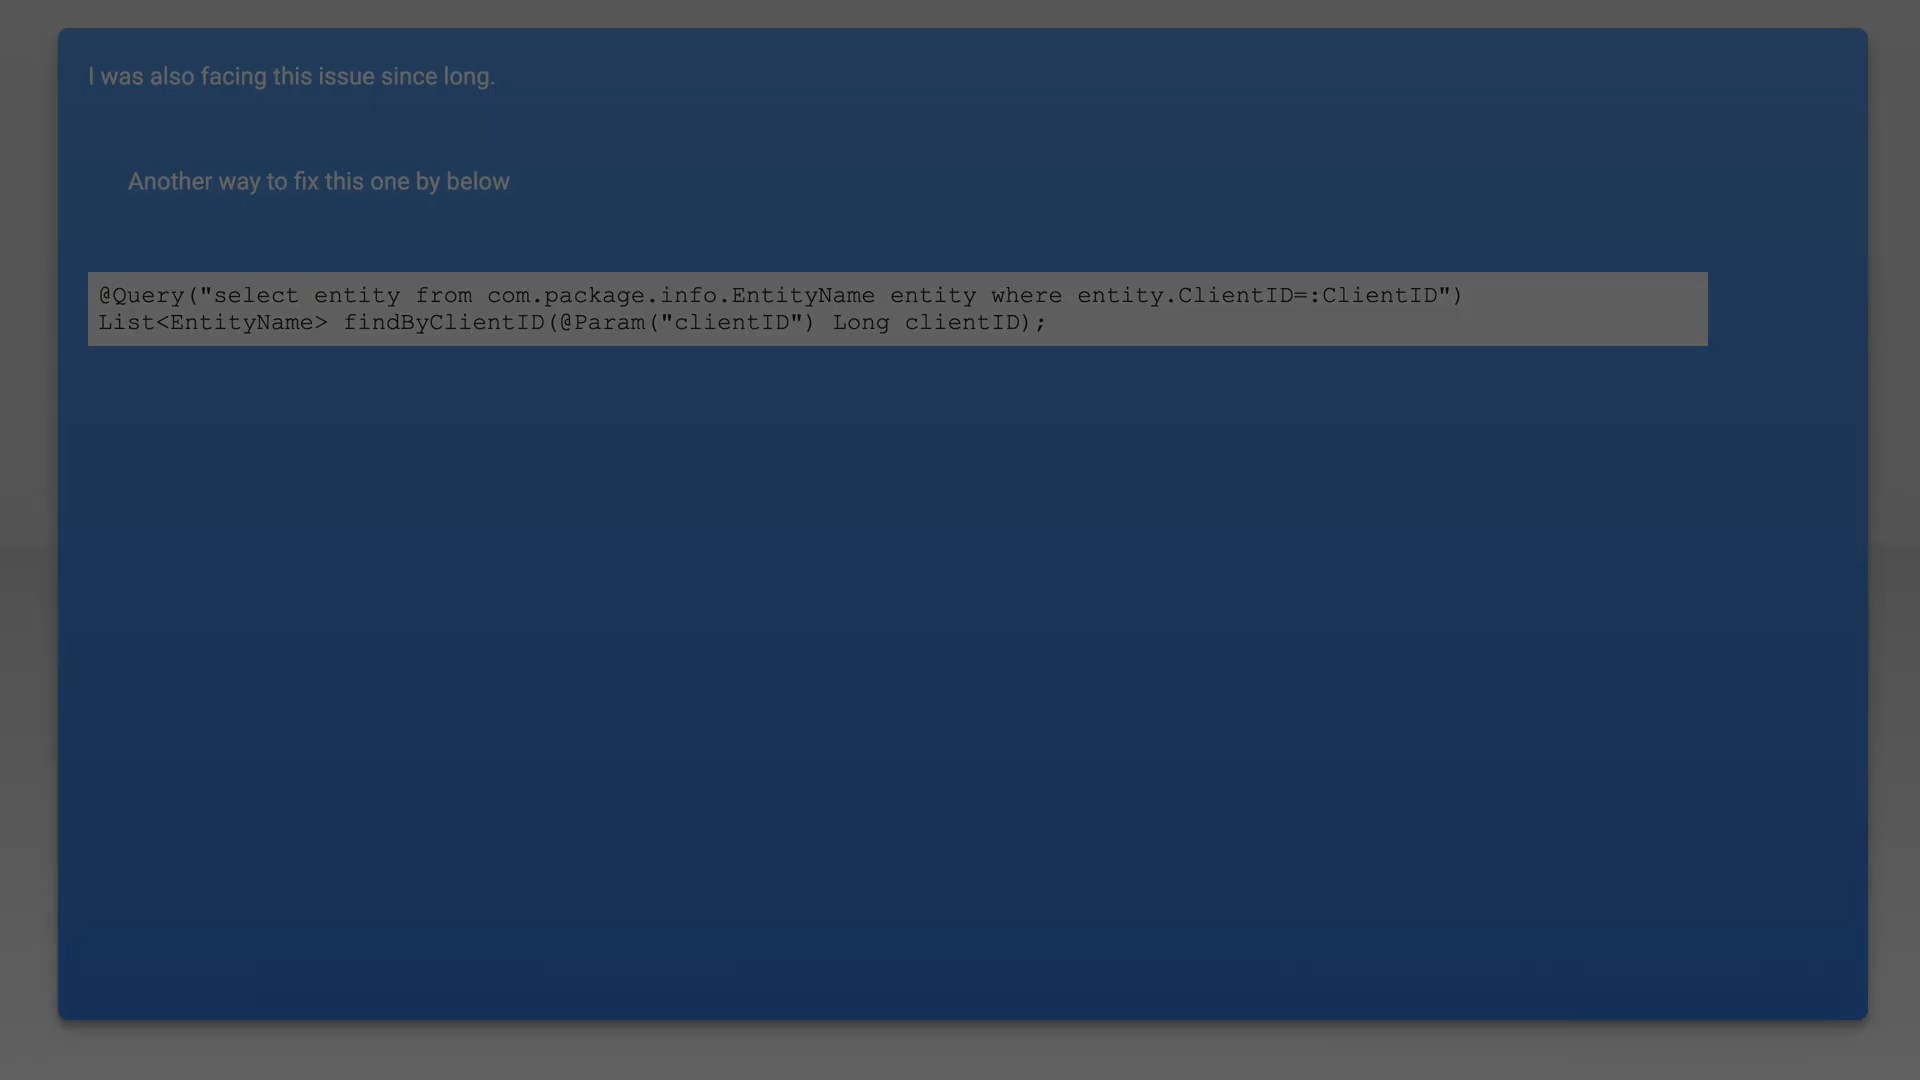 I was also facing this issue since long.
Another way to fix this one by below
@Query("select entity from com.package.info.EntityName entity where entity.ClientID=:ClientID")
List<EntityName> findByClientID(@Param("clientID") Long clientID);